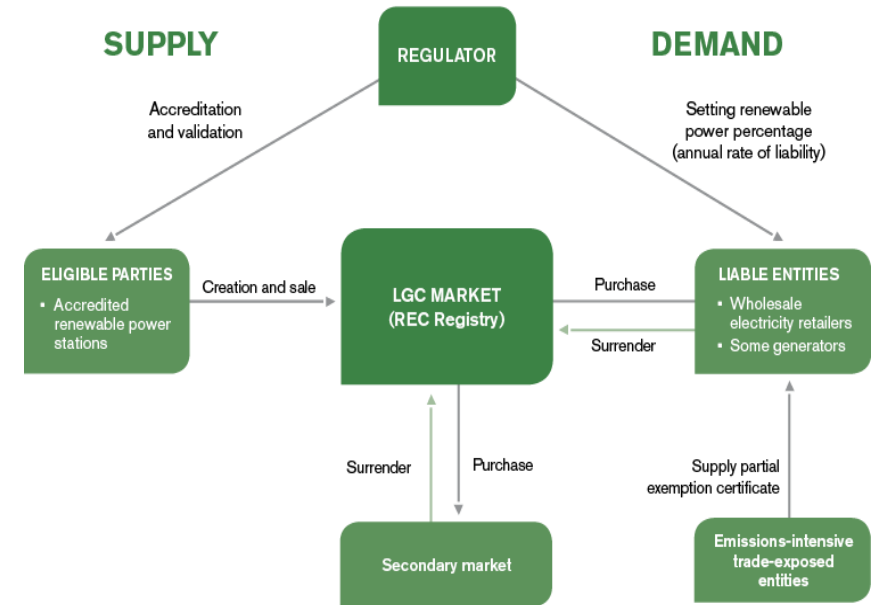 SUPPLY
REGULATOR
DEMAND
Accreditation
and validation
Setting renewable
power percentage
(annual rate of liability)
ELIGIBLE PARTIES
▪ Accredited
renewable power
stations
Creation and sale
LGC MARKET
(REC Registry)
Purchase
Surrender
LIABLE ENTITIES
▪ Wholesale
electricity retailers
▪ Some generators
Surrender
Purchase
Supply partial
exemption certificate
Secondary market
Emissions-intensive
trade-exposed
entities